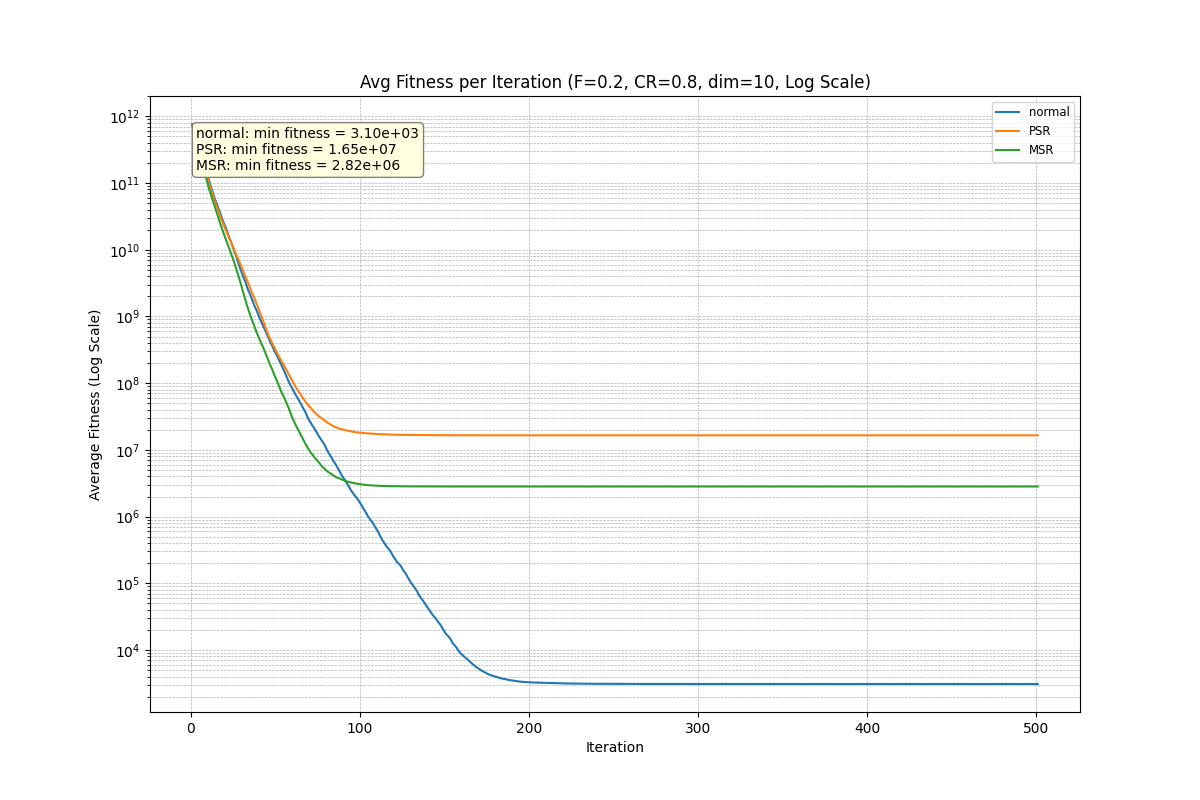 Avg Fitness per Iteration (F=0.2, CR=0.8, dim=10, Log Scale)
normal: min fitness = 3.10e+03
PSR: min fitness = 1.65e+07
MSR: min fitness = 2.82e+06
normal
PSR
MSR
Average Fitness (Log Scale)
10¹²
10¹¹
10¹⁰
10⁹
10⁸
10⁷
10⁶
10⁵
10⁴
0 100 200 300 400 500
Iteration